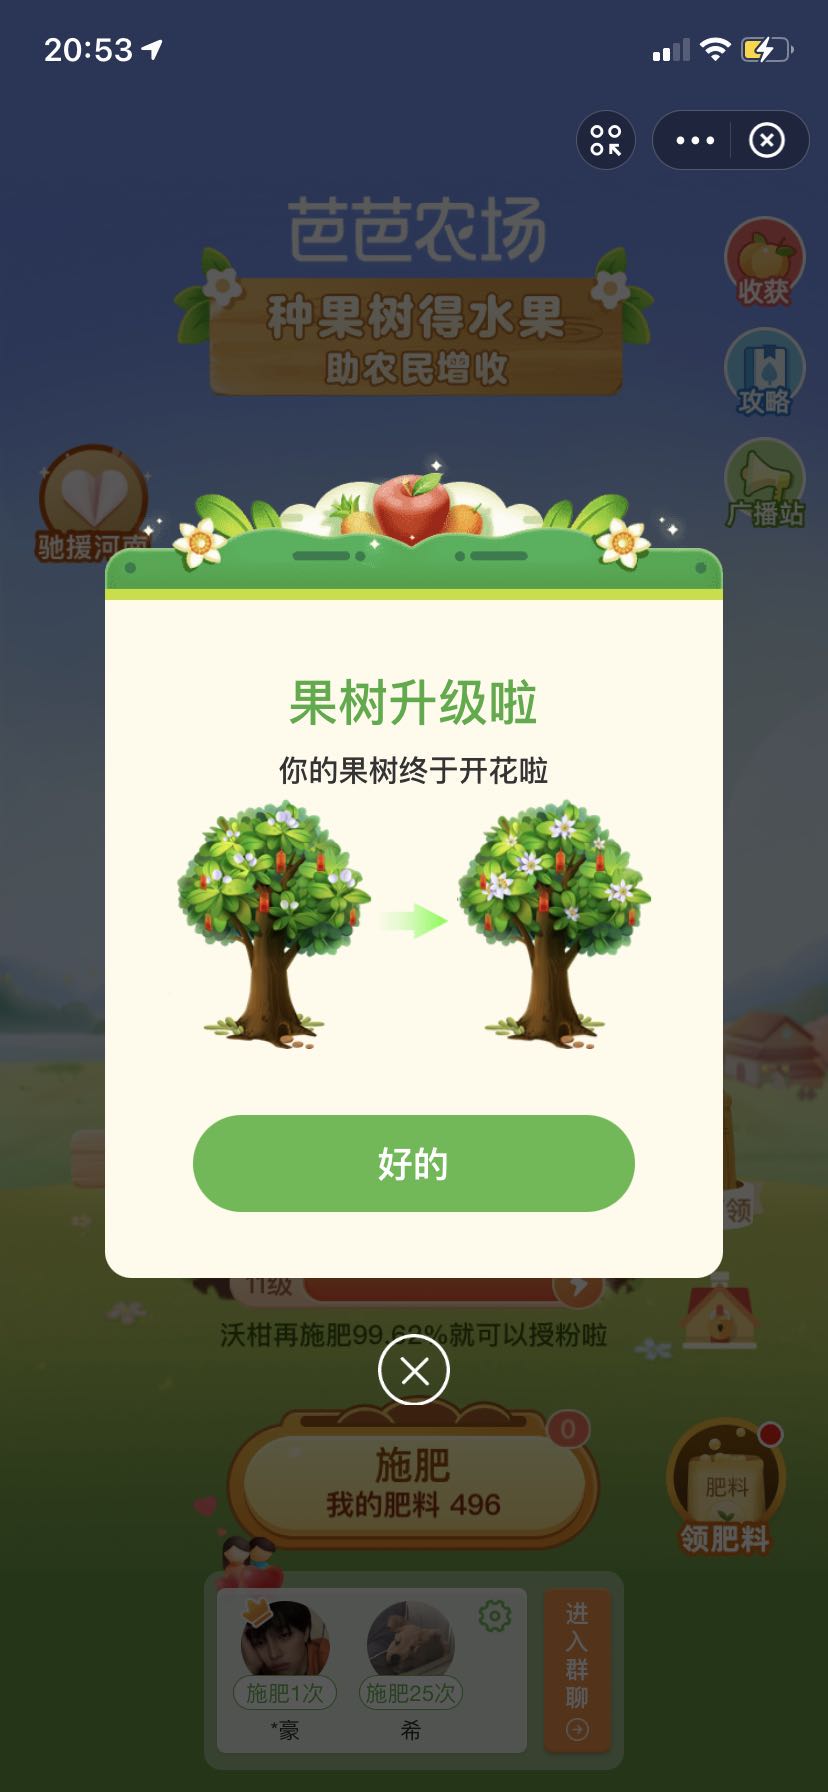 20:53
芭芭农场
种果树得水果
助农民增收
收获
攻略
广播站
驰援河南
果树升级啦
你的果树终于开花啦
好的
领
11级
沃柑再施肥99.62%就可以授粉啦
0
施肥
我的肥料 496
肥料
领肥料
施肥1次
施肥25次
*豪
希
进入群聊